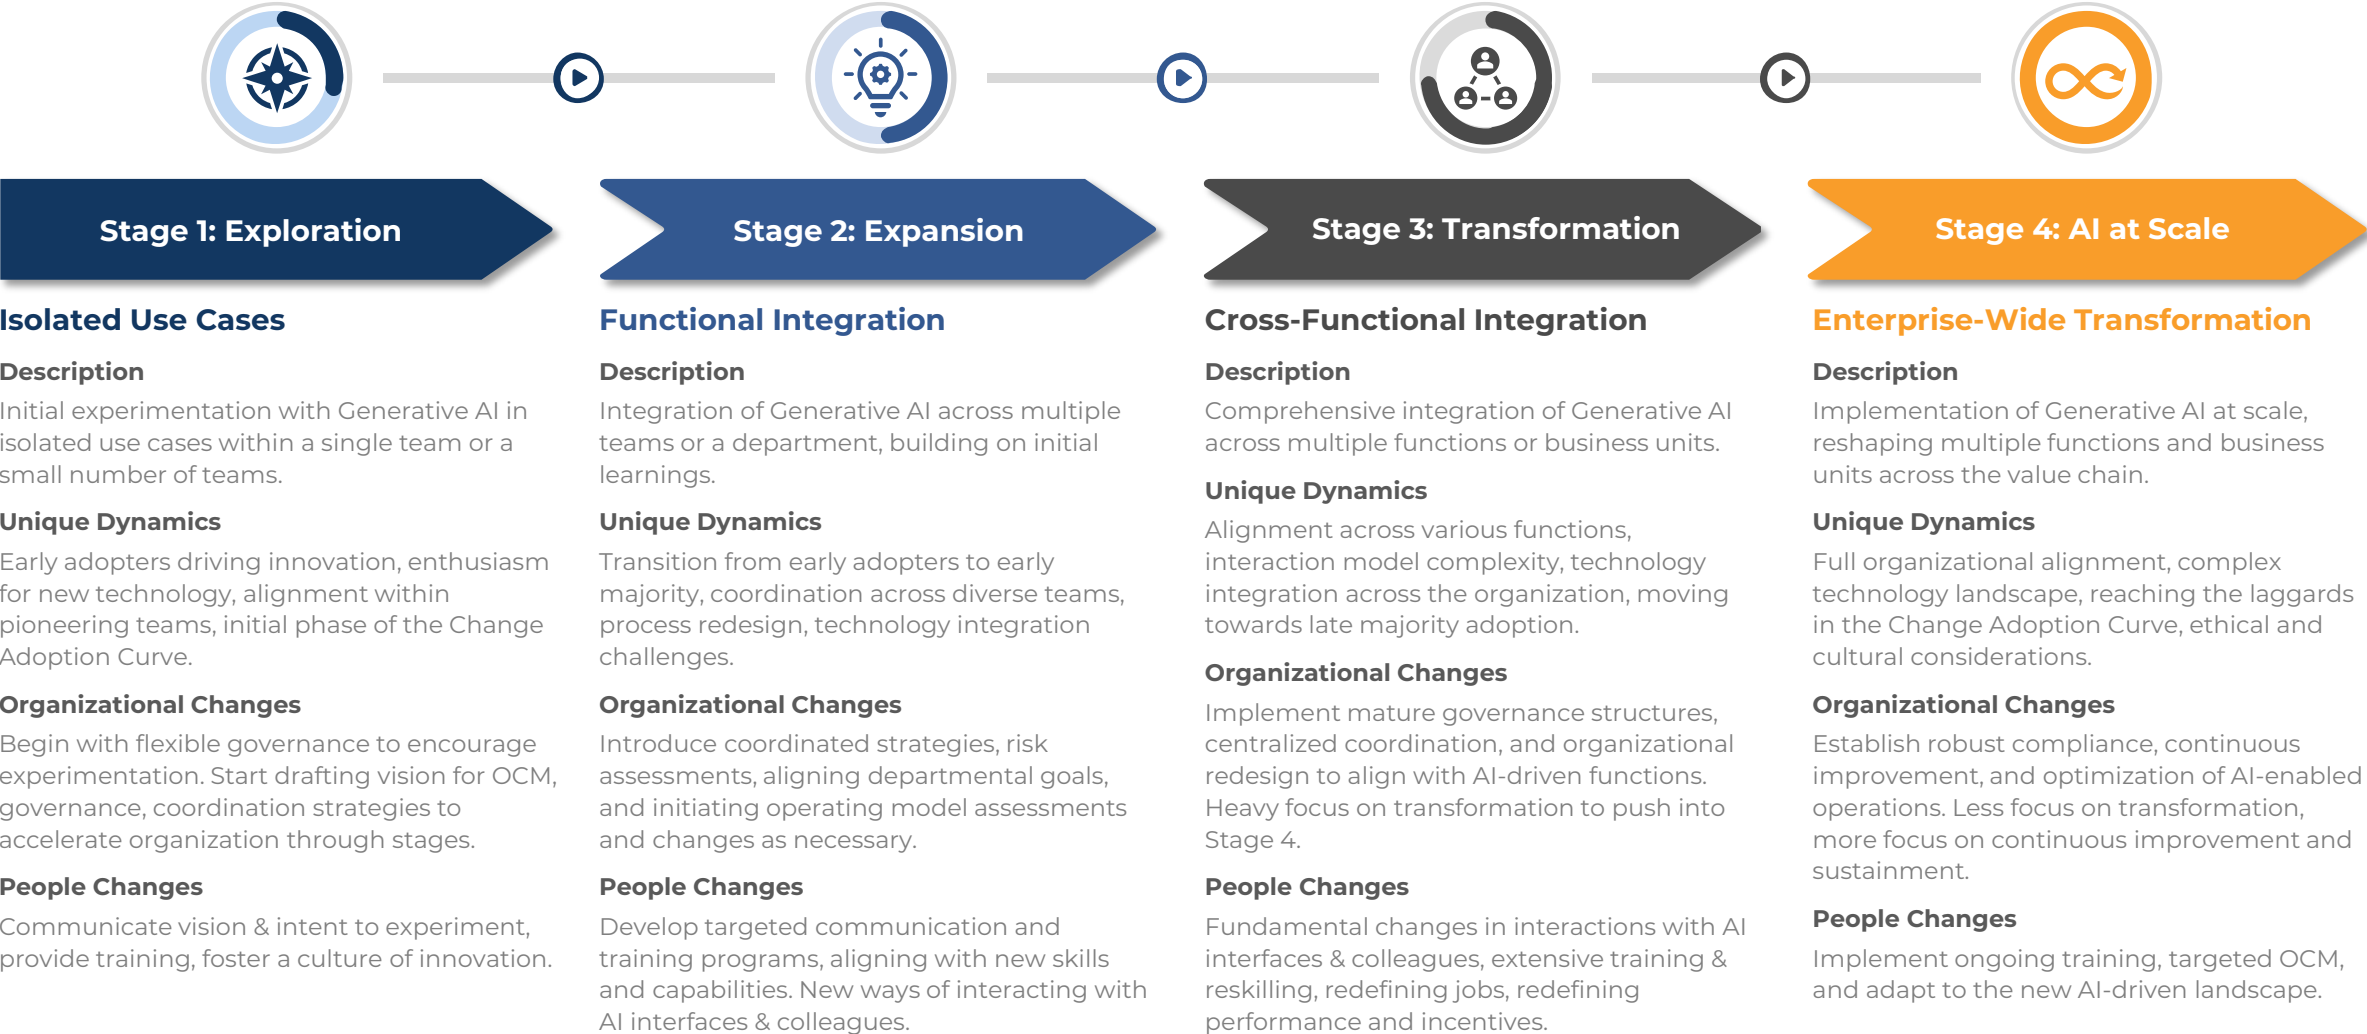 Stage 1: Exploration
Isolated Use Cases
Description
Initial experimentation with Generative AI in
isolated use cases within a single team or a
small number of teams.
Unique Dynamics
Early adopters driving innovation, enthusiasm
for new technology, alignment within
pioneering teams, initial phase of the Change
Adoption Curve.
Organizational Changes
Begin with flexible governance to encourage
experimentation. Start drafting vision for OCM,
governance, coordination strategies to
accelerate organization through stages.
People Changes
Communicate vision & intent to experiment,
provide training, foster a culture of innovation.
Stage 2: Expansion
Functional Integration
Description
Integration of Generative AI across multiple
teams or a department, building on initial
learnings.
Unique Dynamics
Transition from early adopters to early
majority, coordination across diverse teams,
process redesign, technology integration
challenges.
Organizational Changes
Introduce coordinated strategies, risk
assessments, aligning departmental goals,
and initiating operating model assessments
and changes as necessary.
People Changes
Develop targeted communication and
training programs, aligning with new skills
and capabilities. New ways of interacting with
AI interfaces & colleagues.
Stage 3: Transformation
Cross-Functional Integration
Description
Comprehensive integration of Generative AI
across multiple functions or business units.
Unique Dynamics
Alignment across various functions,
interaction model complexity, technology
integration across the organization, moving
towards late majority adoption.
Organizational Changes
Implement mature governance structures,
centralized coordination, and organizational
redesign to align with AI-driven functions.
Heavy focus on transformation to push into
Stage 4.
People Changes
Fundamental changes in interactions with AI
interfaces & colleagues, extensive training &
reskilling, redefining jobs, redefining
performance and incentives.
Stage 4: AI at Scale
Enterprise-Wide Transformation
Description
Implementation of Generative AI at scale,
reshaping multiple functions and business
units across the value chain.
Unique Dynamics
Full organizational alignment, complex
technology landscape, reaching the laggards
in the Change Adoption Curve, ethical and
cultural considerations.
Organizational Changes
Establish robust compliance, continuous
improvement, and optimization of AI-enabled
operations. Less focus on transformation,
more focus on continuous improvement and
sustainment.
People Changes
Implement ongoing training, targeted OCM,
and adapt to the new AI-driven landscape.